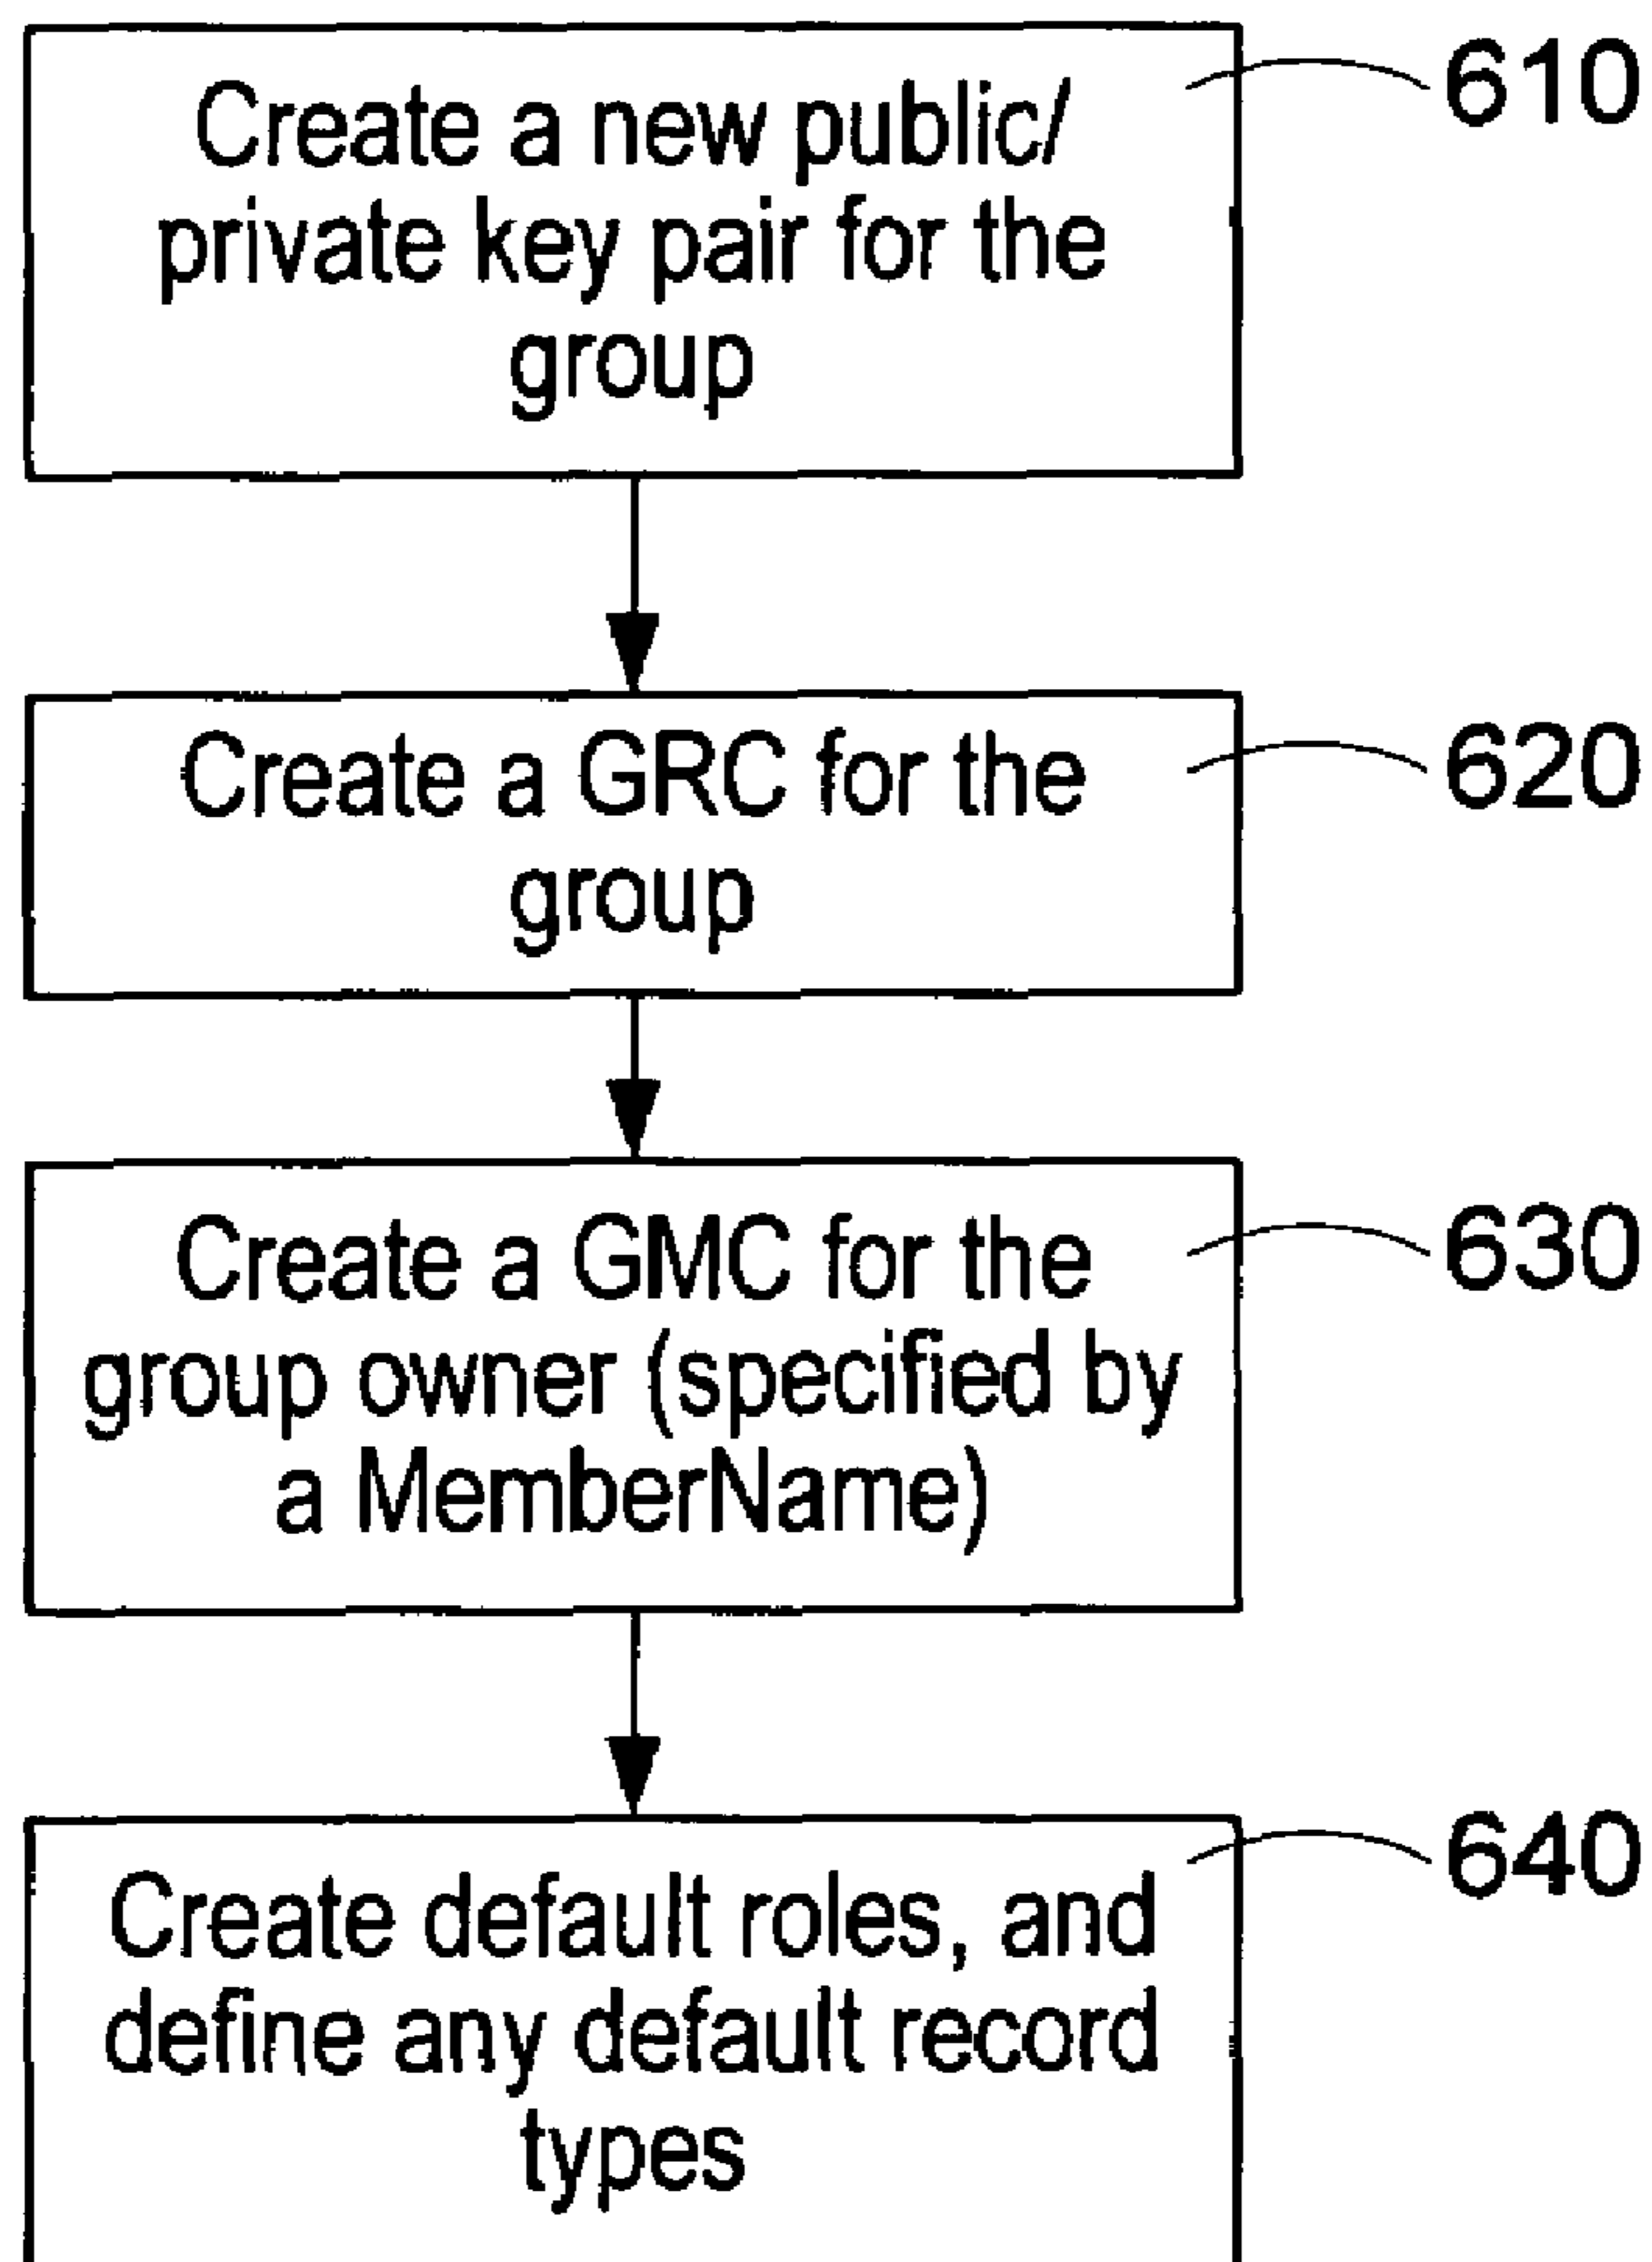 Create a new public/
private key pair for the
group
610
Create a GRC for the
group
620
Create a GMC for the
group owner (specified by
a MemberName)
630
Create default roles, and
define any default record
types
640